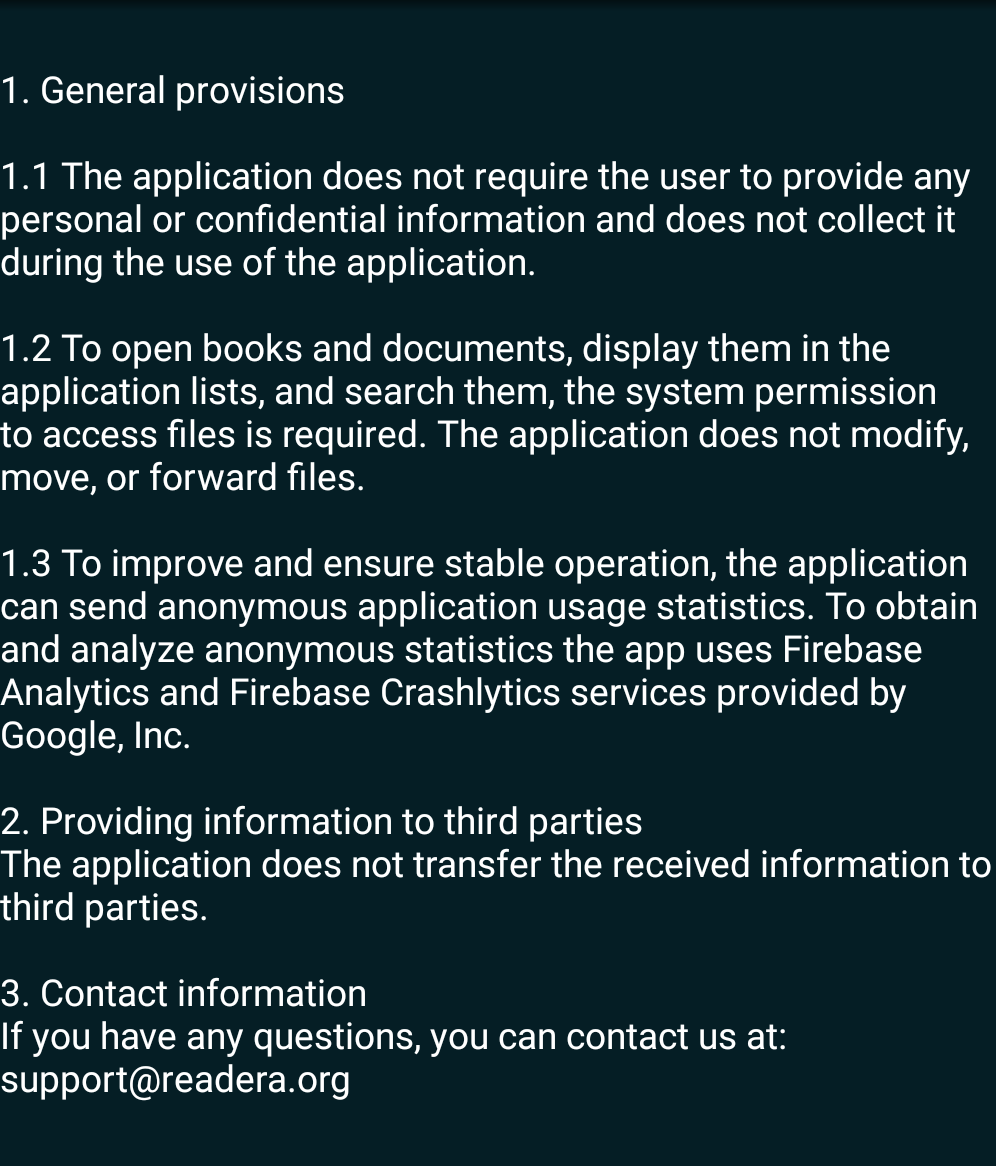 1. General provisions
1.1 The application does not require the user to provide any
personal or confidential information and does not collect it
during the use of the application.
1.2 To open books and documents, display them in the
application lists, and search them, the system permission
to access files is required. The application does not modify,
move, or forward files.
1.3 To improve and ensure stable operation, the application
can send anonymous application usage statistics. To obtain
and analyze anonymous statistics the app uses Firebase
Analytics and Firebase Crashlytics services provided by
Google, Inc.
2. Providing information to third parties
The application does not transfer the received information to
third parties.
3. Contact information
If you have any questions, you can contact us at:
support@readera.org